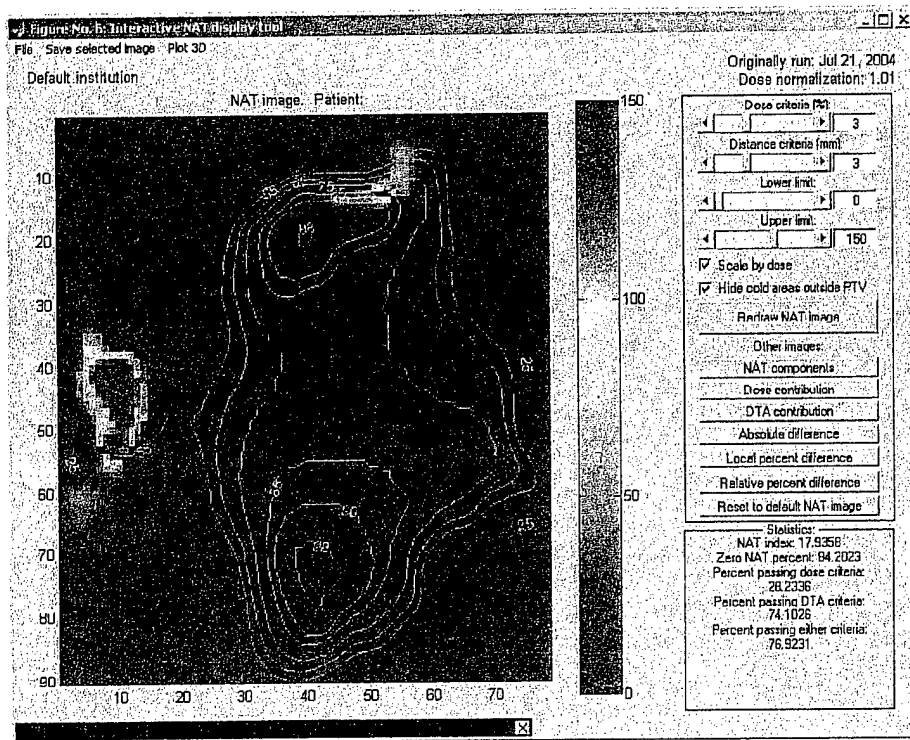 Figure No. 6: Interactive NAT display tool
File Save selected Image Plot 3D
Default institution
Originally run: Jul 21, 2004
Dose normalization: 1.01
NAT image. Patient:
150
100
50
0
10
20
30
40
50
60
70
80
90
10
20
30
40
50
60
70
75
25
25
Dose criteria (%):
3
Distance criteria (mm):
3
Lower limit:
0
Upper limit:
150
Scale by dose
Hide cold areas outside PTV
Redraw NAT image
Other images:
NAT components
Dose contribution
DTA contribution
Absolute difference
Local percent difference
Relative percent difference
Reset to default NAT image
Statistics:
NAT index: 17.9358
Zero NAT percent: 84.2023
Percent passing dose criteria:
28.2336
Percent passing DTA criteria:
74.1026
Percent passing either criteria:
76.9231